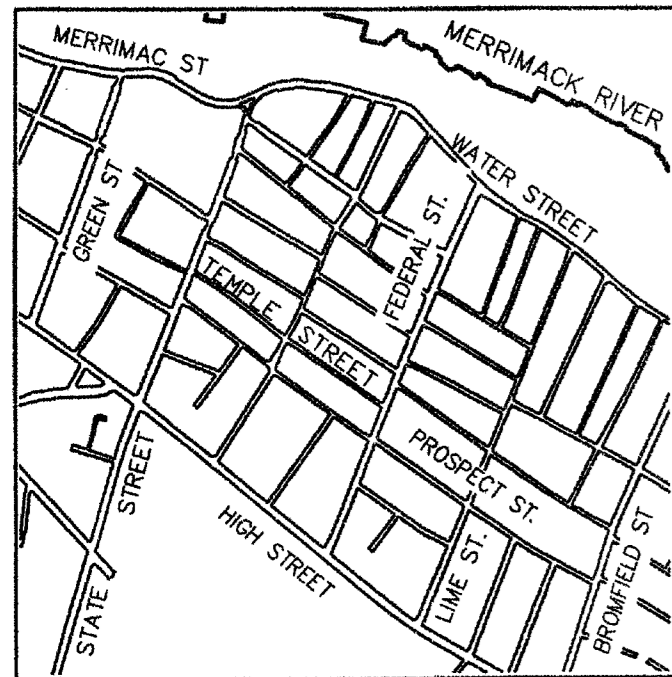 MERRIMAC ST
MERRIMACK RIVER
WATER STREET
GREEN ST
FEDERAL ST.
TEMPLE STREET
PROSPECT ST.
HIGH STREET
STATE STREET
LIME ST.
BROMFIELD ST